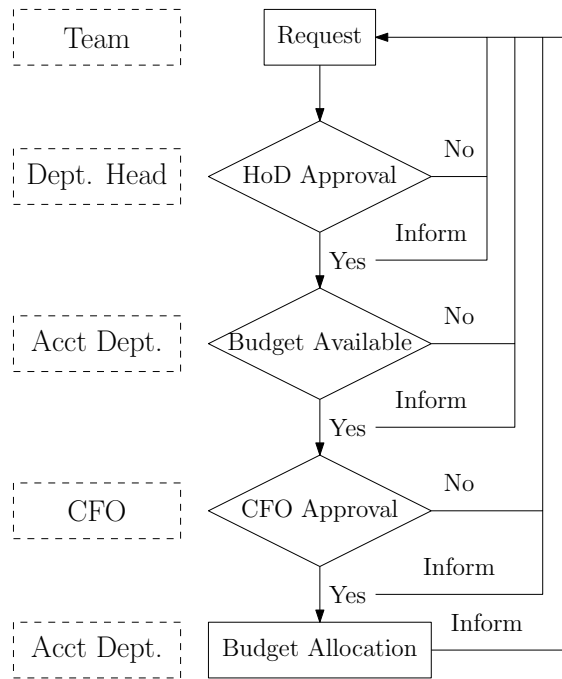 Team
Request
No
Dept. Head
HoD Approval
Inform
Yes
No
Acct Dept.
Budget Available
Inform
Yes
No
CFO
CFO Approval
Inform
Yes
Inform
Acct Dept.
Budget Allocation